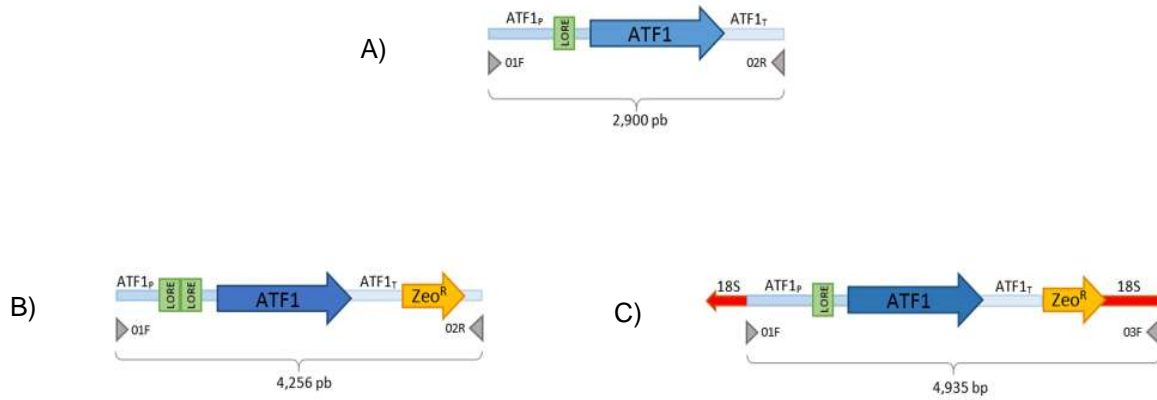 A)
ATF1P
LORE
ATF1
ATF1T
01F
02R
2,900 pb
B)
ATF1P
LORE
LORE
ATF1
ATF1T
ZeoR
01F
02R
4,256 pb
C)
18S
ATF1P
LORE
ATF1
ATF1T
ZeoR
18S
01F
03F
4,935 bp